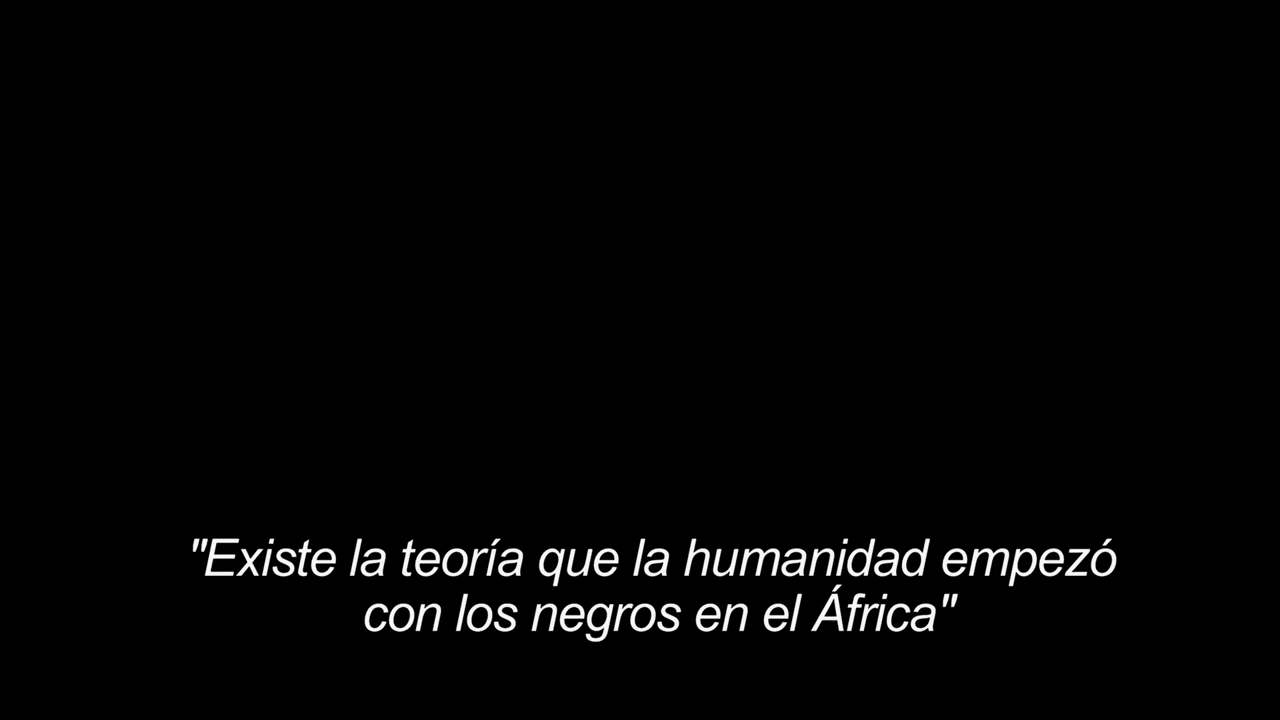 "Existe la teoría que la humanidad empezó
con los negros en el África"